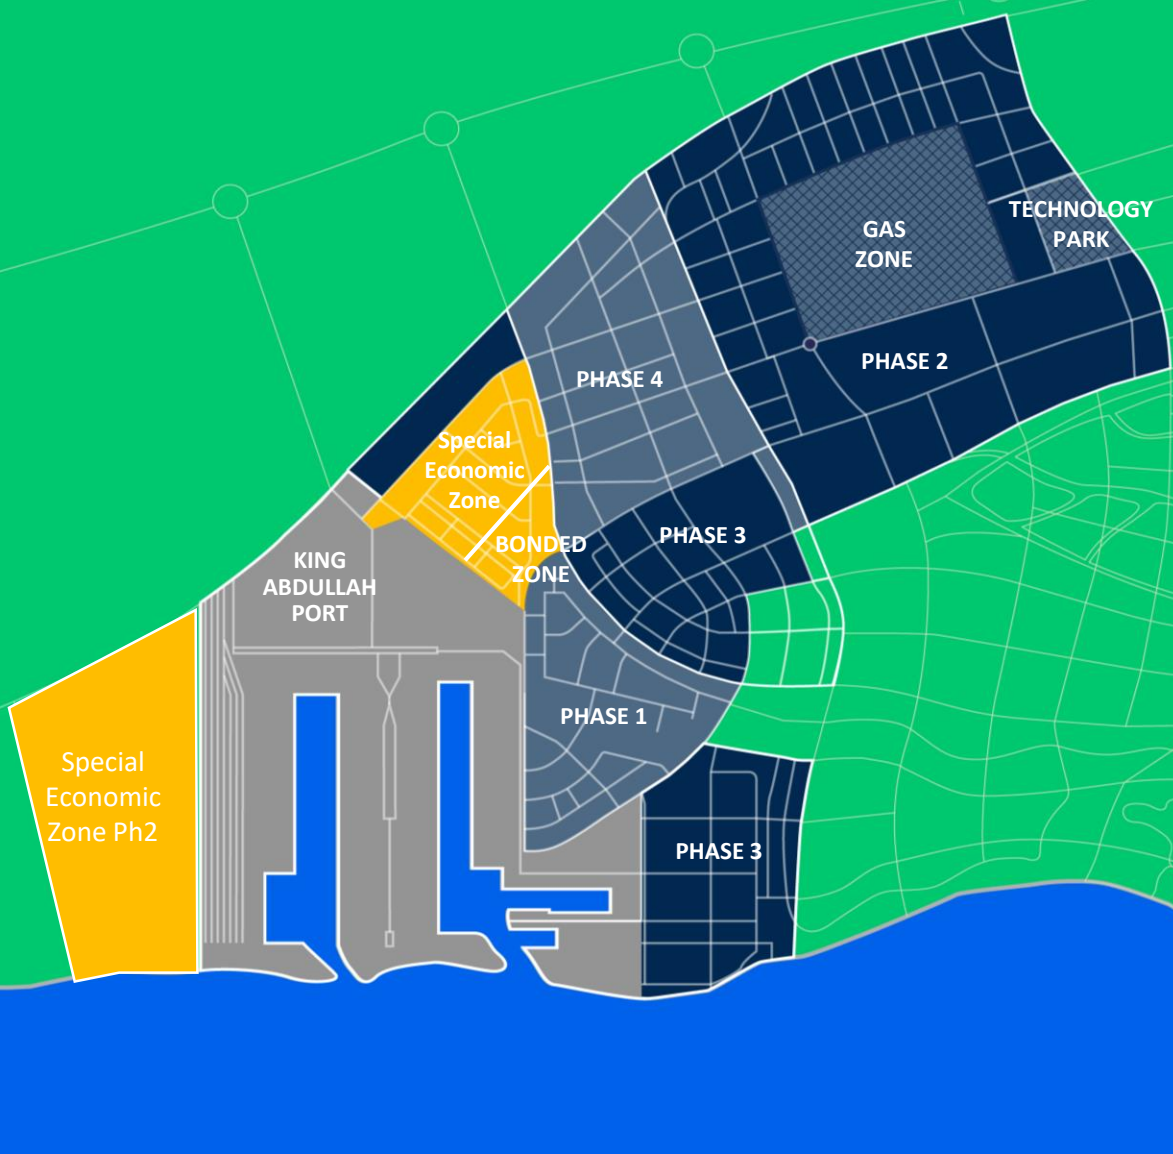 TECHNOLOGY
PARK
GAS
ZONE
PHASE 2
PHASE 4
Special
Economic
Zone
PHASE 3
BONDED
ZONE
KING
ABDULLAH
PORT
PHASE 1
Special
Economic
Zone Ph2
PHASE 3